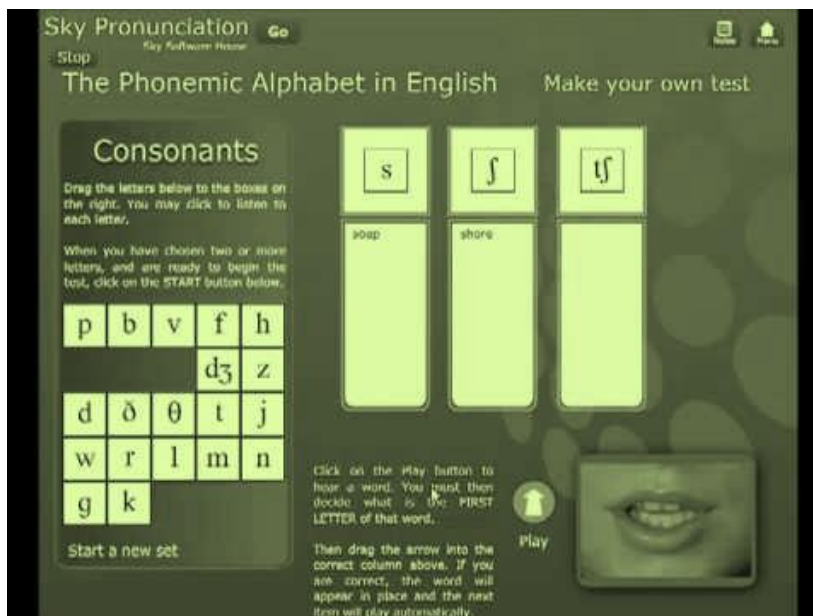 Sky Pronunciation
Go
Sky Software House
Notes
Menu
Stop
The Phonemic Alphabet in English
Make your own test
Consonants
Drag the letters below to the boxes on
the right. You may click to listen to
each letter.
When you have chosen two or more
letters, and are ready to begin the
test, click on the START button below.
s
ʃ
tʃ
soap
shore
p b v f h
dʒ z
d ð θ t j
w r l m n
g k
Start a new set
Click on the Play button to
hear a word. You must then
decide what is the FIRST
LETTER of that word.
Play
Then drag the arrow into the
correct column above. If you
are correct, the word will
appear in place and the next
item will play automatically.